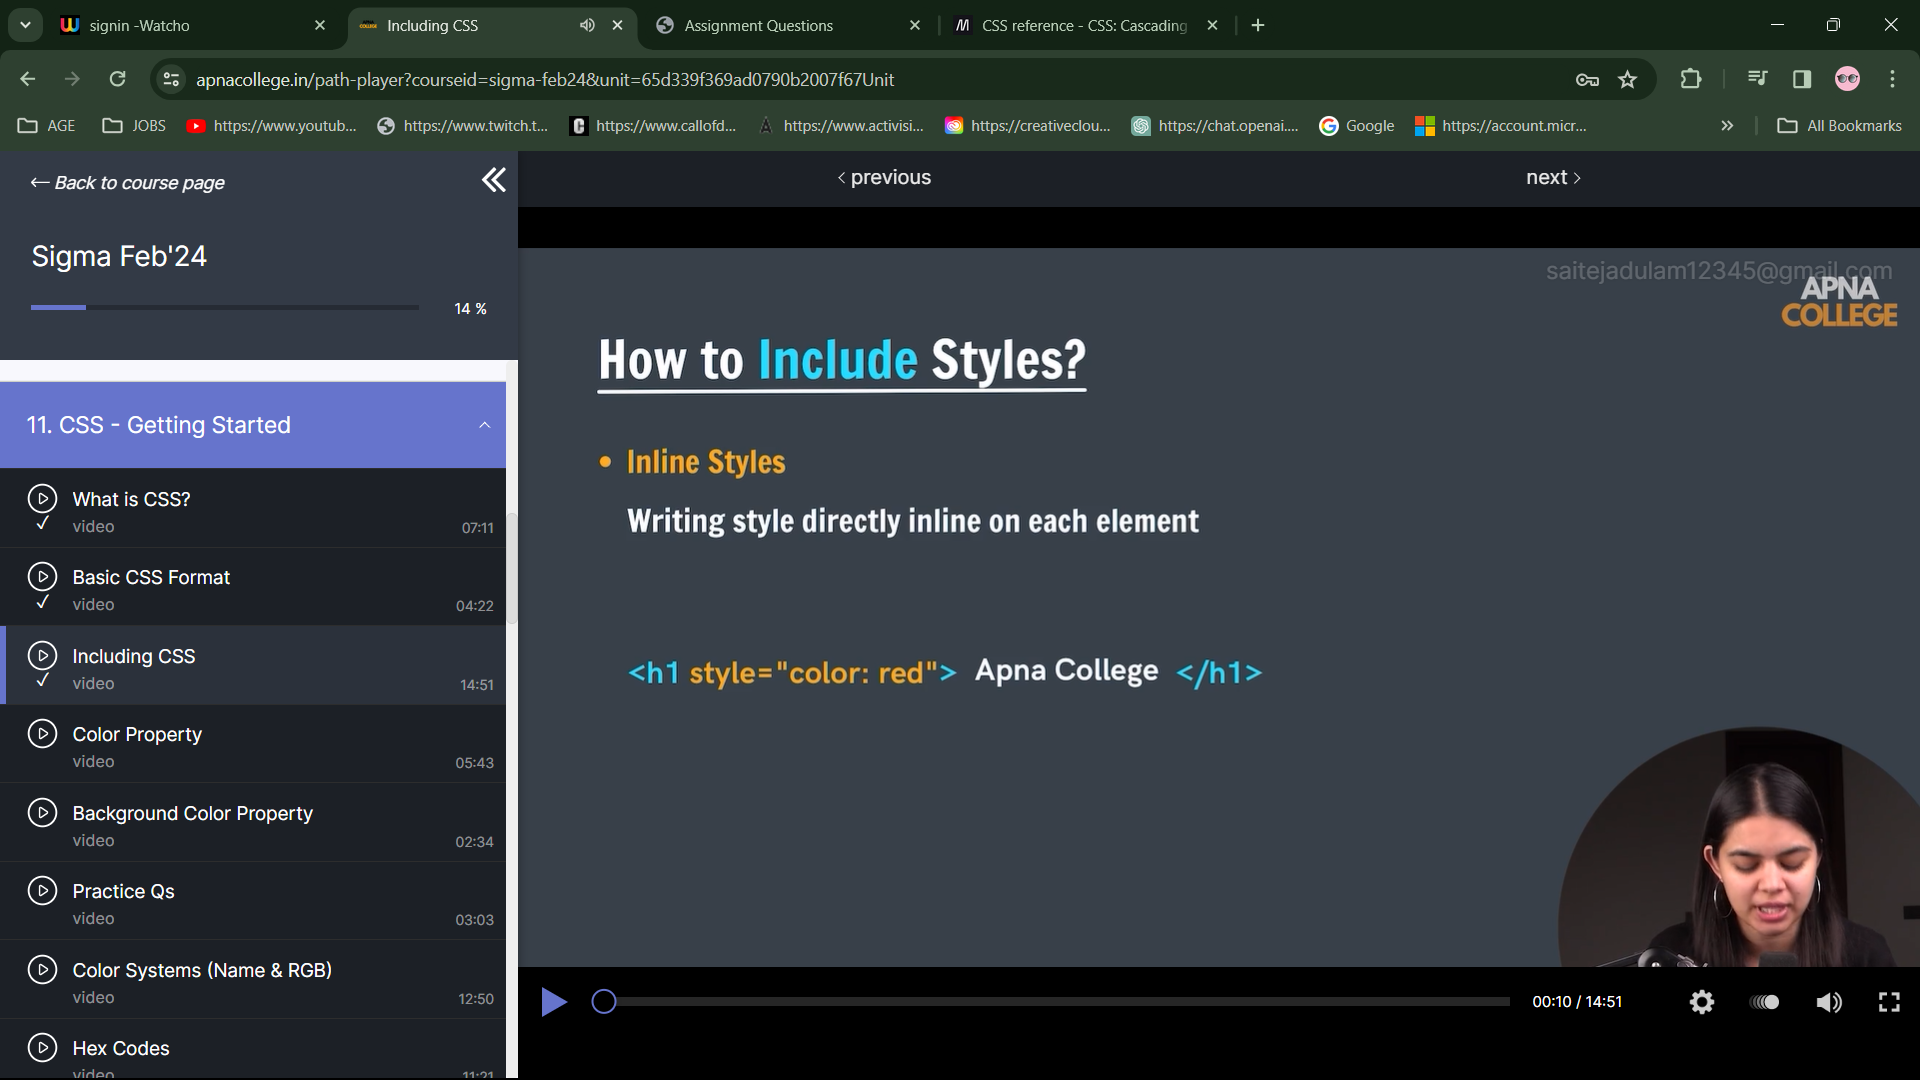 signin -Watcho
Including CSS
Assignment Questions
CSS reference - CSS: Cascading
apnacollege.in/path-player?courseid=sigma-feb24&unit=65d339f369ad0790b2007f67Unit
AGE
JOBS
https://www.youtub...
https://www.twitch.t...
https://www.callofd...
https://www.activisi...
https://creativeclou...
https://chat.openai....
Google
https://account.micr...
All Bookmarks
← Back to course page
Sigma Feb'24
14 %
11. CSS - Getting Started
What is CSS?
video
07:11
Basic CSS Format
video
04:22
Including CSS
video
14:51
Color Property
video
05:43
Background Color Property
video
02:34
Practice Qs
video
03:03
Color Systems (Name & RGB)
video
12:50
Hex Codes
video
11:21
‹ previous
next ›
saitejadulam12345@gmail.com
APNA
COLLEGE
How to Include Styles?
• Inline Styles
Writing style directly inline on each element
<h1 style="color: red"> Apna College </h1>
00:10 / 14:51